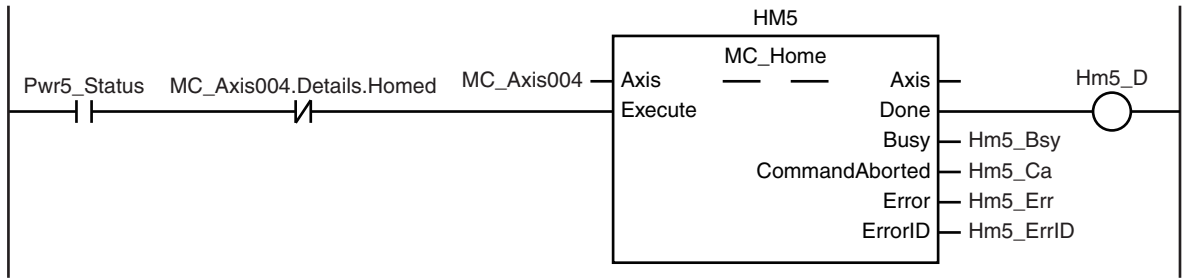 HM5
MC_Home
Pwr5_Status MC_Axis004.Details.Homed MC_Axis004 Axis Axis Hm5_D
Execute Done
Busy Hm5_Bsy
CommandAborted Hm5_Ca
Error Hm5_Err
ErrorID Hm5_ErrID